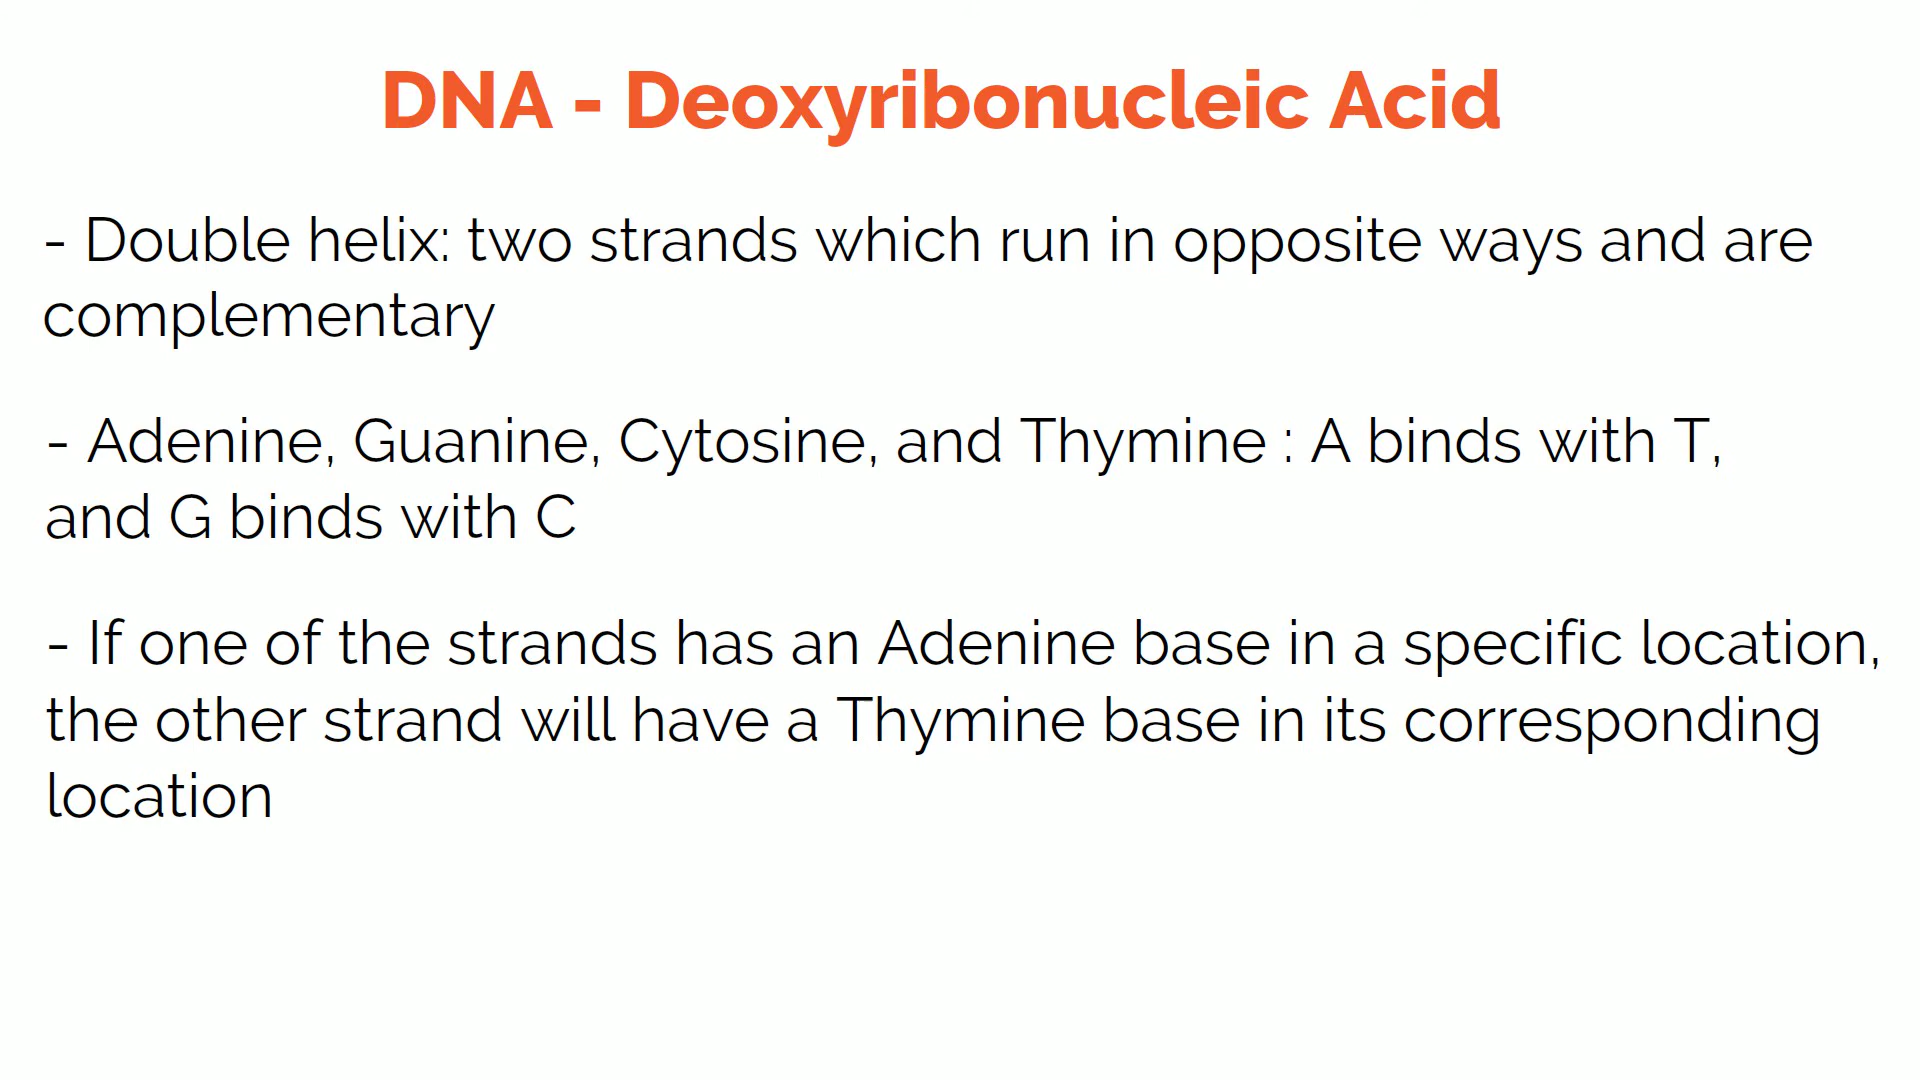 DNA - Deoxyribonucleic Acid
- Double helix: two strands which run in opposite ways and are
complementary
- Adenine, Guanine, Cytosine, and Thymine : A binds with T,
and G binds with C
- If one of the strands has an Adenine base in a specific location,
the other strand will have a Thymine base in its corresponding
location